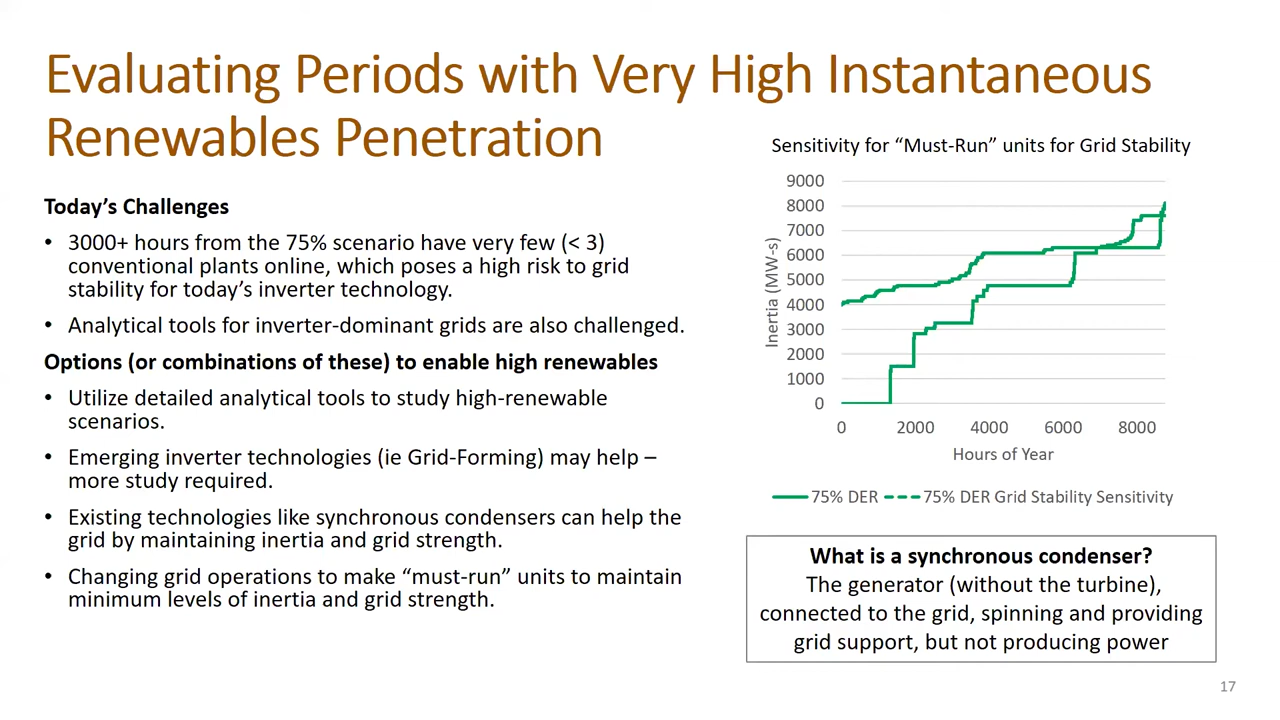 Evaluating Periods with Very High Instantaneous
Renewables Penetration
Today's Challenges
• 3000+ hours from the 75% scenario have very few (< 3)
conventional plants online, which poses a high risk to grid
stability for today's inverter technology.
• Analytical tools for inverter-dominant grids are also challenged.
Options (or combinations of these) to enable high renewables
• Utilize detailed analytical tools to study high-renewable
scenarios.
• Emerging inverter technologies (ie Grid-Forming) may help –
more study required.
• Existing technologies like synchronous condensers can help the
grid by maintaining inertia and grid strength.
• Changing grid operations to make “must-run” units to maintain
minimum levels of inertia and grid strength.
Sensitivity for “Must-Run” units for Grid Stability
Inertia (MW-s)
9000
8000
7000
6000
5000
4000
3000
2000
1000
0
0 2000 4000 6000 8000
Hours of Year
75% DER 75% DER Grid Stability Sensitivity
What is a synchronous condenser?
The generator (without the turbine),
connected to the grid, spinning and providing
grid support, but not producing power
17